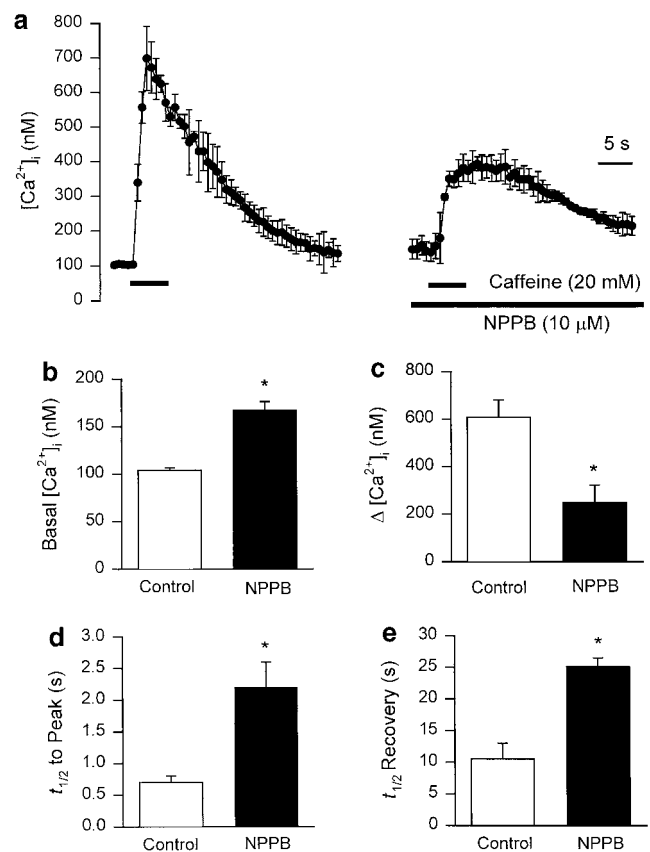 a
[Ca²⁺]ᵢ (nM)
800
700
600
500
400
300
200
100
0
5 s
Caffeine (20 mM)
NPPB (10 μM)
b
Basal [Ca²⁺]ᵢ (nM)
200
150
100
50
0
Control
NPPB
*
c
Δ [Ca²⁺]ᵢ (nM)
800
600
400
200
0
Control
NPPB
*
d
t₁/₂ to Peak (s)
3.0
2.5
2.0
1.5
1.0
0.5
0.0
Control
NPPB
*
e
t₁/₂ Recovery (s)
30
25
20
15
10
5
0
Control
NPPB
*